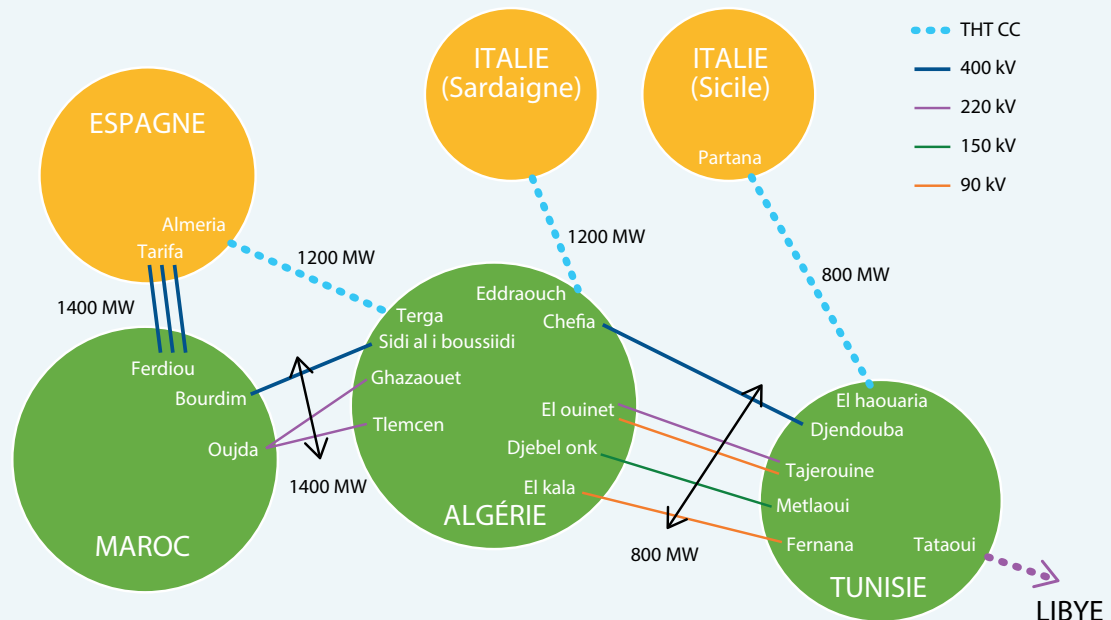 ESPAGNE
Almeria
Tarifa
ITALIE
(Sardaigne)
ITALIE
(Sicile)
Partana
THT CC
400 kV
220 kV
150 kV
90 kV
1200 MW
1200 MW
800 MW
1400 MW
Ferdiou
Bourdim
Oujda
MAROC
1400 MW
Eddraouch
Terga
Chefia
Sidi al i boussiidi
Ghazaouet
El ouinet
Tlemcen
Djebel onk
El kala
ALGÉRIE
800 MW
El haouaria
Djendouba
Tajerouine
Metlaoui
Fernana
Tataoui
TUNISIE
LIBYE